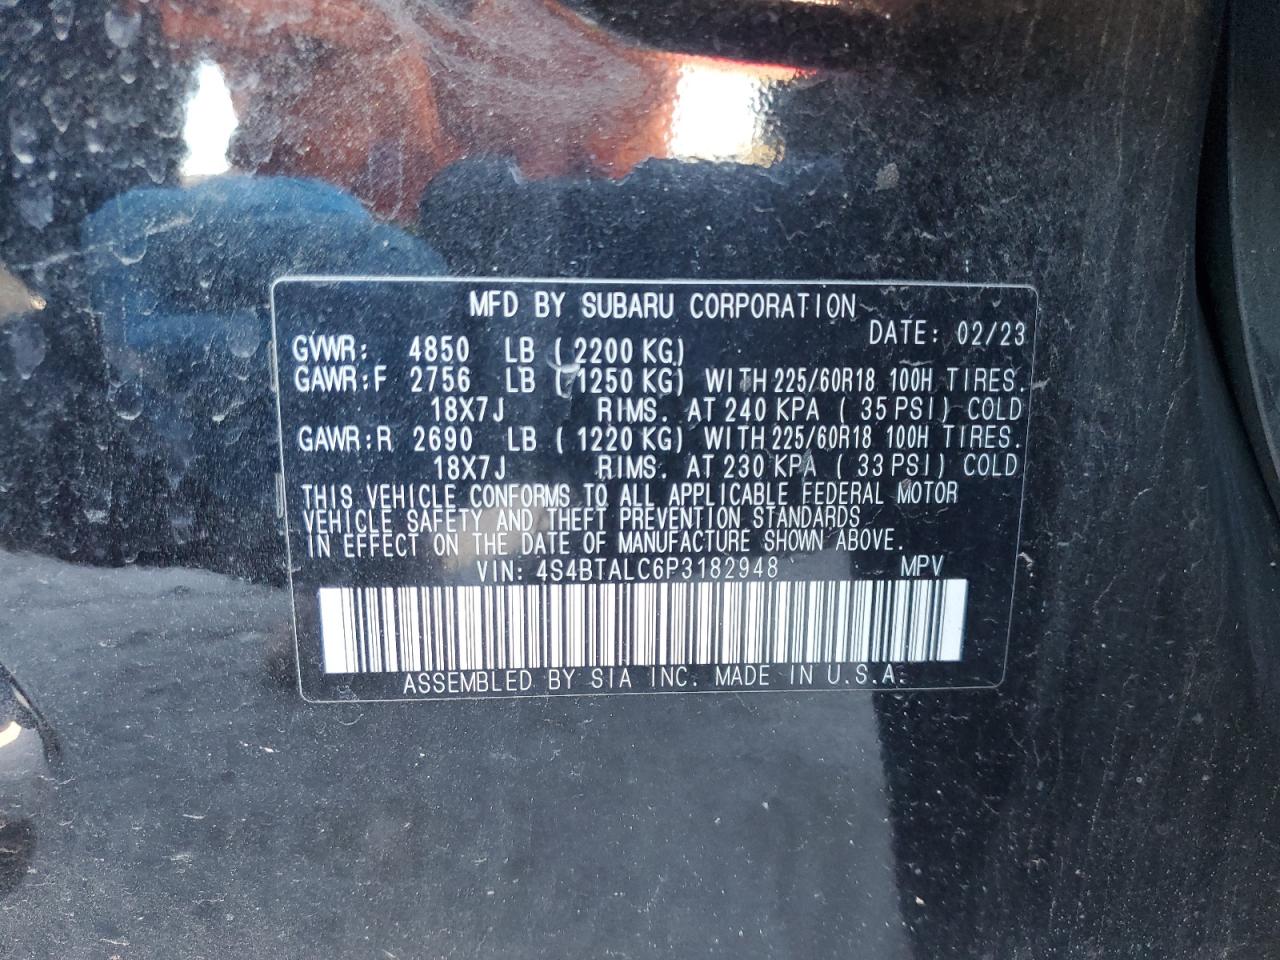 MFD BY SUBARU CORPORATION
DATE: 02/23
GVWR: 4850 LB (2200 KG)
GAWR:F 2756 LB (1250 KG) WITH 225/60R18 100H TIRES.
18X7J RIMS. AT 240 KPA (35 PSI) COLD
GAWR:R 2690 LB (1220 KG) WITH 225/60R18 100H TIRES.
18X7J RIMS. AT 230 KPA (33 PSI) COLD
THIS VEHICLE CONFORMS TO ALL APPLICABLE FEDERAL MOTOR
VEHICLE SAFETY AND THEFT PREVENTION STANDARDS
IN EFFECT ON THE DATE OF MANUFACTURE SHOWN ABOVE.
VIN: 4S4BTALC6P3182948 MPV
ASSEMBLED BY SIA INC. MADE IN U.S.A.